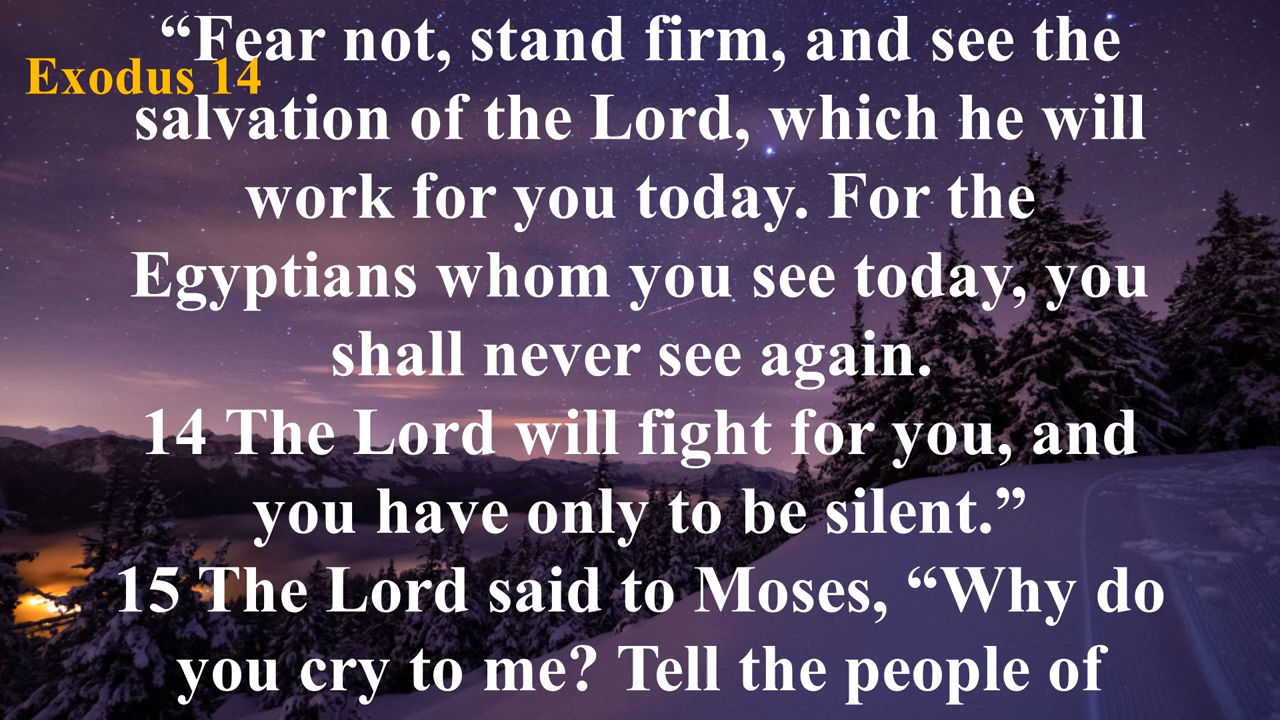 Exodus 14
“Fear not, stand firm, and see the
salvation of the Lord, which he will
work for you today. For the
Egyptians whom you see today, you
shall never see again.
14 The Lord will fight for you, and
you have only to be silent.”
15 The Lord said to Moses, “Why do
you cry to me? Tell the people of